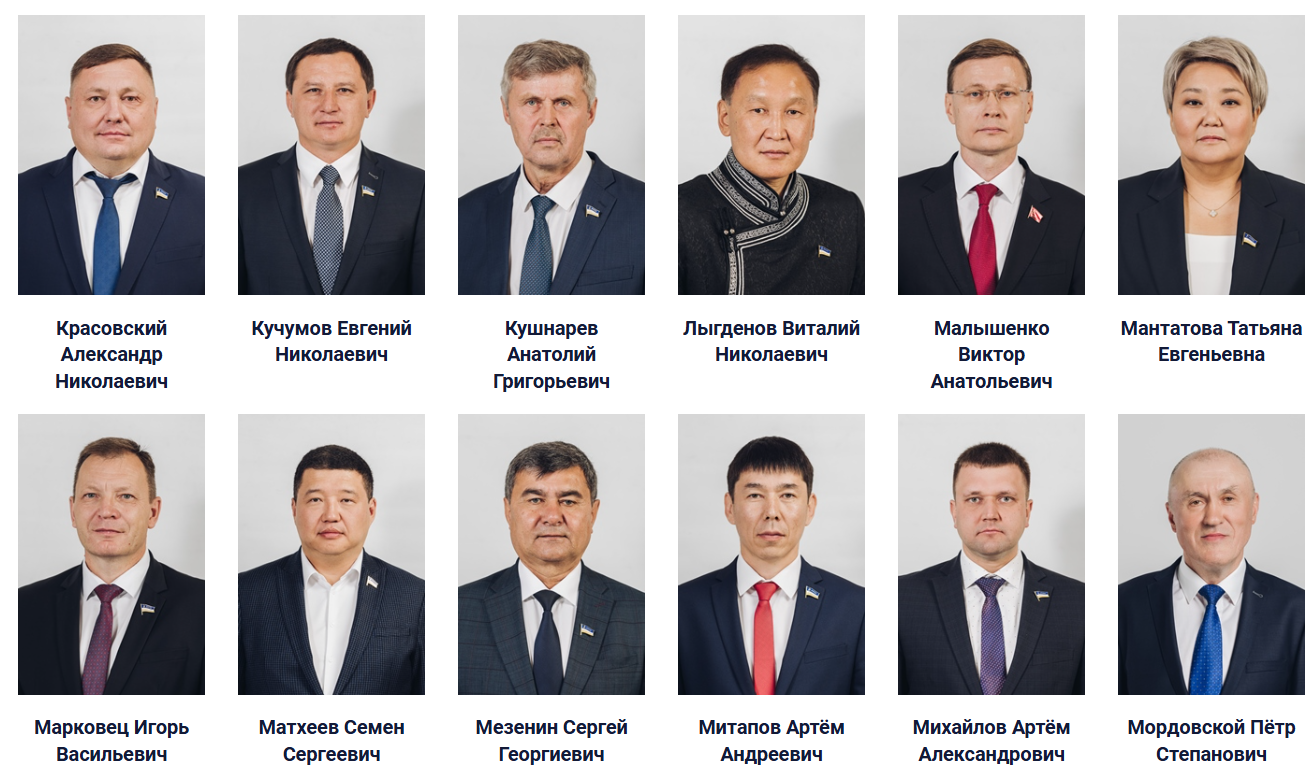 Красовский
Александр
Николаевич
Кучумов Евгений
Николаевич
Кушнарев
Анатолий
Григорьевич
Лыгденов Виталий
Николаевич
Малышенко
Виктор
Анатольевич
Мантатова Татьяна
Евгеньевна
Марковец Игорь
Васильевич
Матхеев Семен
Сергеевич
Мезенин Сергей
Георгиевич
Митапов Артём
Андреевич
Михайлов Артём
Александрович
Мордовской Пётр
Степанович